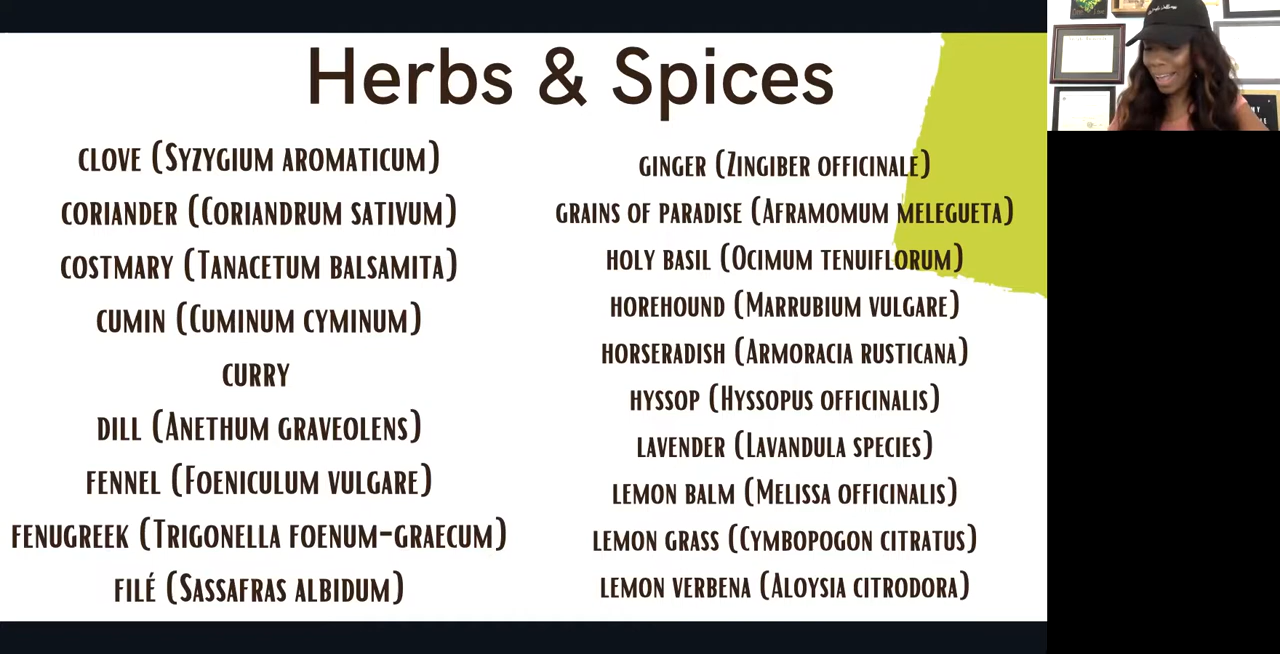 Herbs & Spices
CLOVE (SYZYGIUM AROMATICUM)
CORIANDER (CORIANDRUM SATIVUM)
COSTMARY (TANACETUM BALSAMITA)
CUMIN (CUMINUM CYMINUM)
CURRY
DILL (ANETHUM GRAVEOLENS)
FENNEL (FOENICULUM VULGARE)
FENUGREEK (TRIGONELLA FOENUM-GRAECUM)
FILÉ (SASSAFRAS ALBIDUM)
GINGER (ZINGIBER OFFICINALE)
GRAINS OF PARADISE (AFRAMOMUM MELEGUETA)
HOLY BASIL (OCIMUM TENUIFLORUM)
HOREHOUND (MARRUBIUM VULGARE)
HORSERADISH (ARMORACIA RUSTICANA)
HYSSOP (HYSSOPUS OFFICINALIS)
LAVENDER (LAVANDULA SPECIES)
LEMON BALM (MELISSA OFFICINALIS)
LEMON GRASS (CYMBOPOGON CITRATUS)
LEMON VERBENA (ALOYSIA CITRODORA)